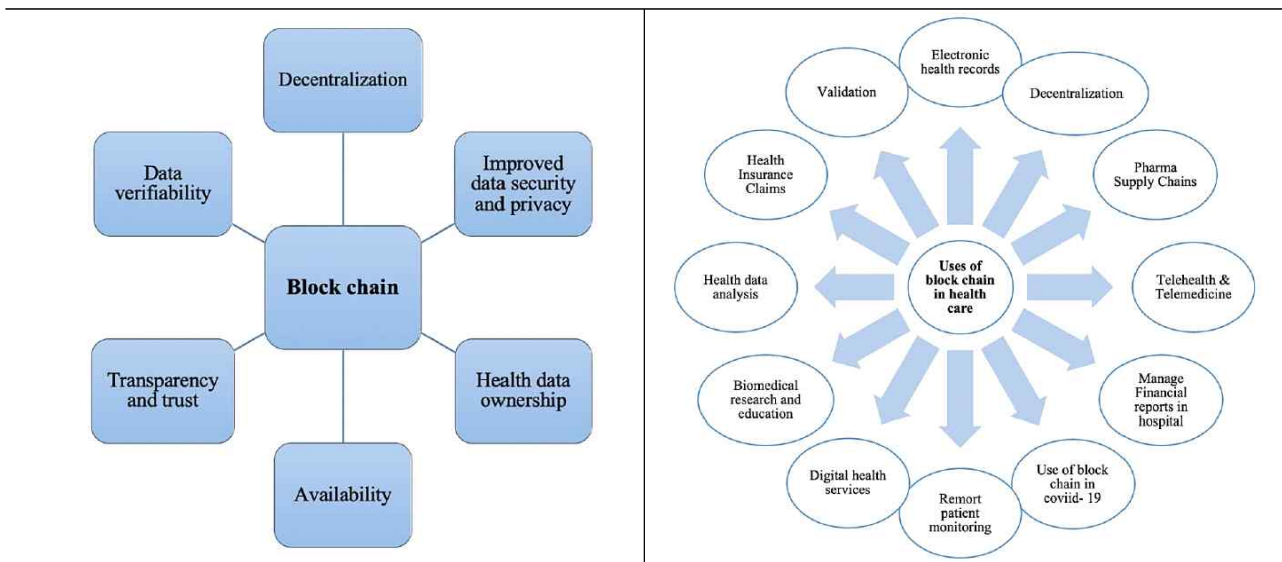 Decentralization
Improved
data security
and privacy
Health data
ownership
Availability
Transparency
and trust
Data
verifiability
Block chain
Electronic
health records
Decentralization
Pharma
Supply Chains
Telehealth &
Telemedicine
Manage
Financial
reports in
hospital
Use of block
chain in
coviid- 19
Remort
patient
monitoring
Digital health
services
Biomedical
research and
education
Health data
analysis
Health
Insurance
Claims
Validation
Uses of
block chain
in health
care